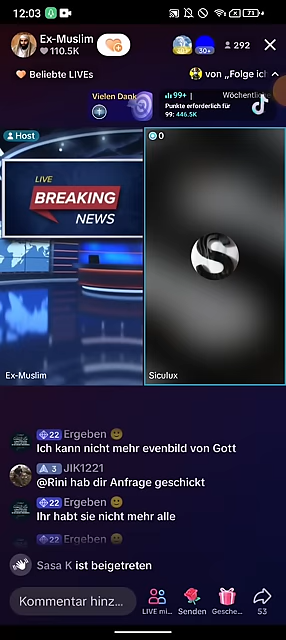 12:03
71%
Ex-Muslim
110.5K
30+
292
Beliebte LIVEs
von „Folge ich
Vielen Dank
99+ |
Wöchentliche
Punkte erforderlich für
99: 446.5K
Host
0
LIVE
BREAKING
NEWS
S
Ex-Muslim
Siculux
22 Ergeben
Ich kann nicht mehr evenbild von Gott
3 JIK1221
@Rini hab dir Anfrage geschickt
22 Ergeben
Ihr habt sie nicht mehr alle
22 Ergeben
Sasa K ist beigetreten
Kommentar hinz...
LIVE mi...
Senden
Gesche...
53